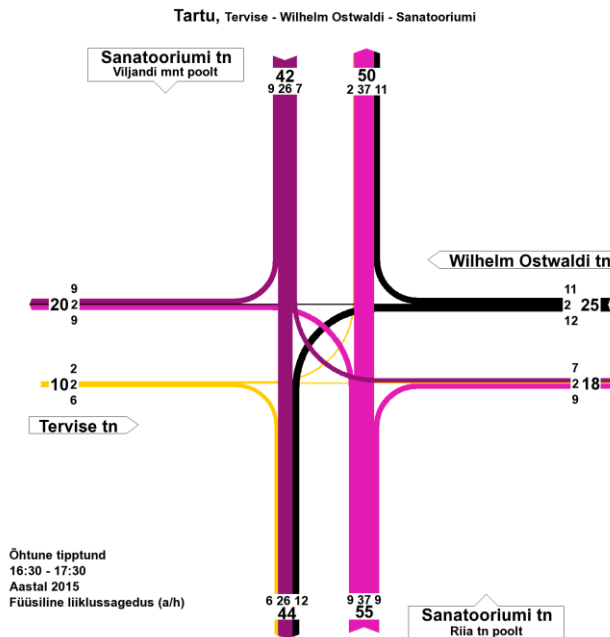 Tartu, Tervise - Wilhelm Ostwaldi - Sanatooriumi
Sanatooriumi tn
Viljandi mnt poolt
42
9 26 7
50
2 37 11
Wilhelm Ostwaldi tn
9
20 2
9
11
2 25
12
2
10 2
6
7
2 18
9
Tervise tn
Õhtune tipptund
16:30 - 17:30
Aastal 2015
Füüsiline liiklussagedus (a/h)
6 26 12
44
9 37 9
55
Sanatooriumi tn
Riia tn poolt